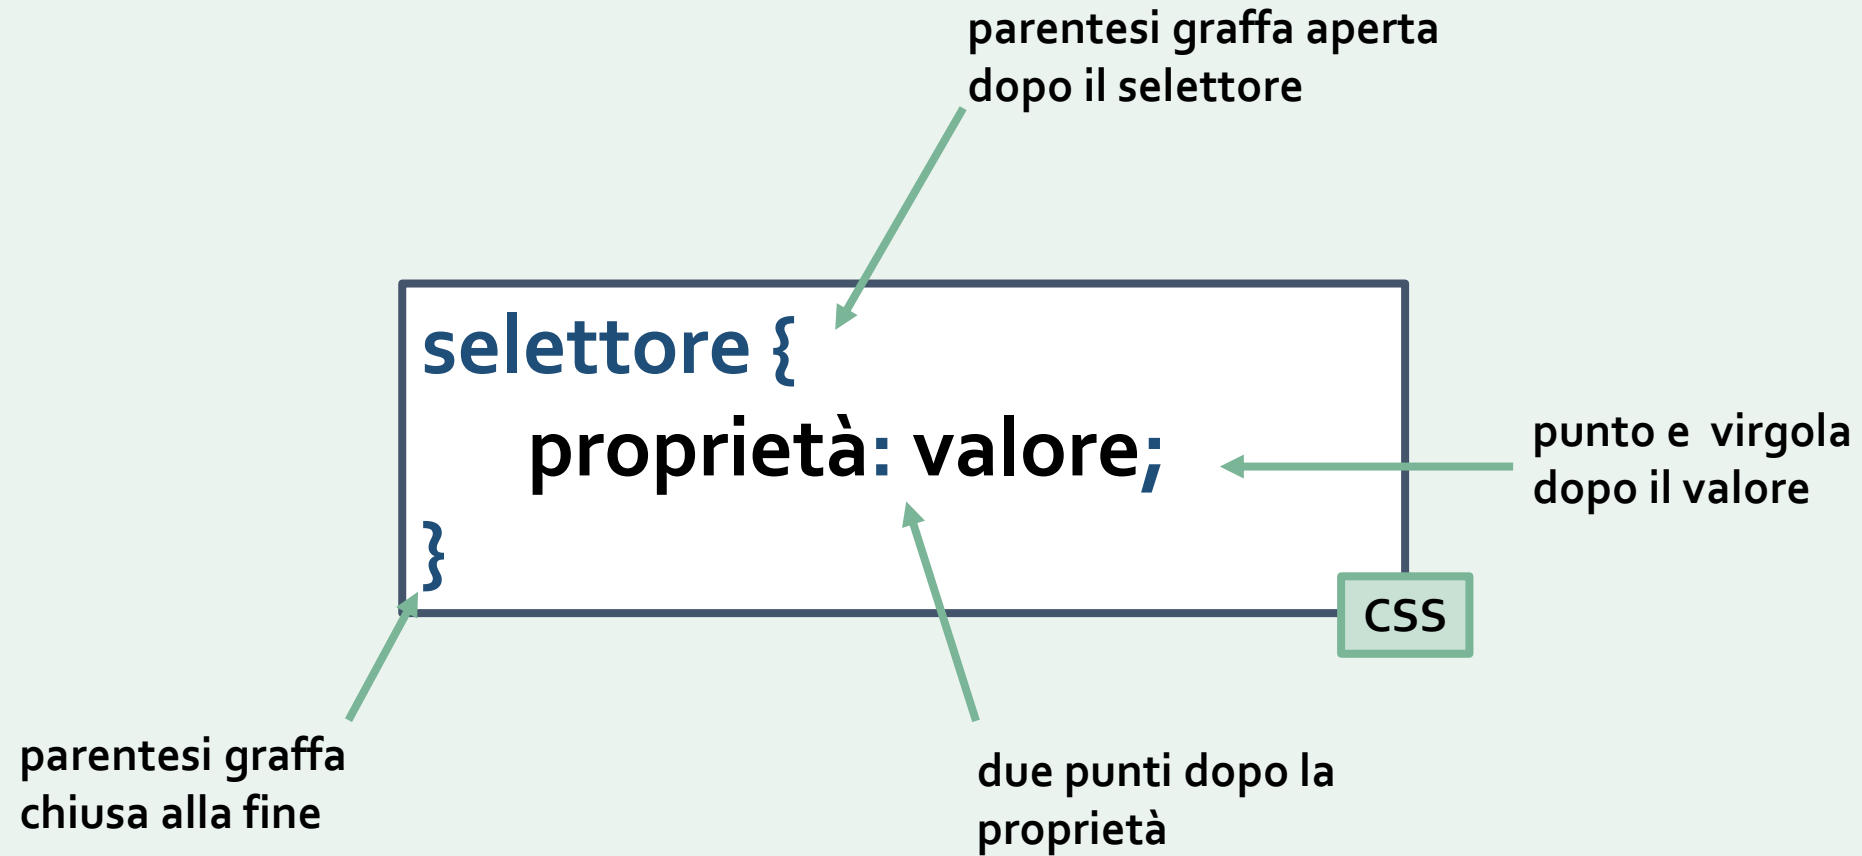 parentesi graffa aperta
dopo il selettore
selettore {
proprietà: valore;
}
punto e  virgola
dopo il valore
CSS
parentesi graffa
chiusa alla fine
due punti dopo la
proprietà